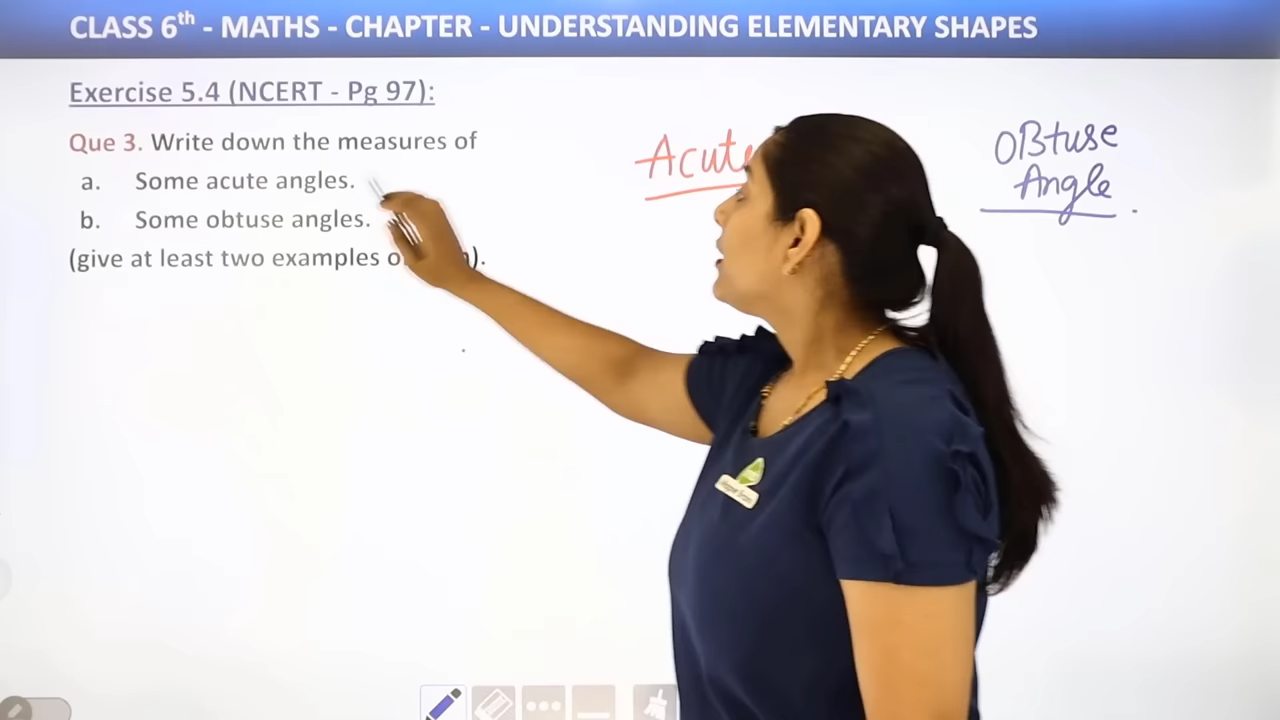 CLASS 6th - MATHS - CHAPTER - UNDERSTANDING ELEMENTARY SHAPES
Exercise 5.4 (NCERT - Pg 97):
Que 3. Write down the measures of
a. Some acute angles.
b. Some obtuse angles.
(give at least two examples ).
Acute
OBtuse
Angle